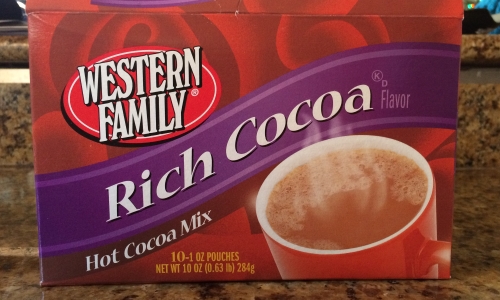 WESTERN
FAMILY®
Rich Cocoa
K
D
Flavor
Hot Cocoa Mix
10-1 OZ POUCHES
NET WT 10 OZ (0.63 lb) 284g